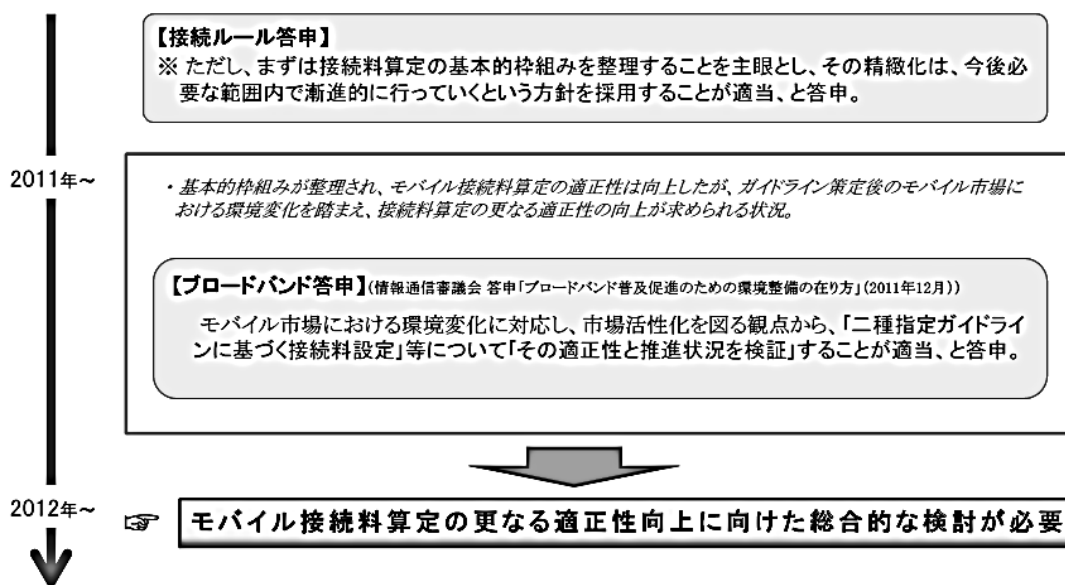 【接続ルール答申】
※ ただし、まずは接続料算定の基本的枠組みを整理することを主眼とし、その精緻化は、今後必
要な範囲内で漸進的に行っていくという方針を採用することが適当、と答申。
2011年～
・ 基本的枠組みが整理され、モバイル接続料算定の適正性は向上したが、ガイドライン策定後のモバイル市場に
おける環境変化を踏まえ、接続料算定の更なる適正性の向上が求められる状況。
【ブロードバンド答申】(情報通信審議会 答申「ブロードバンド普及促進のための環境整備の在り方」(2011年12月))
モバイル市場における環境変化に対応し、市場活性化を図る観点から、「二種指定ガイドライ
ンに基づく接続料設定」等について「その適正性と推進状況を検証」することが適当、と答申。
2012年～
☞ モバイル接続料算定の更なる適正性向上に向けた総合的な検討が必要